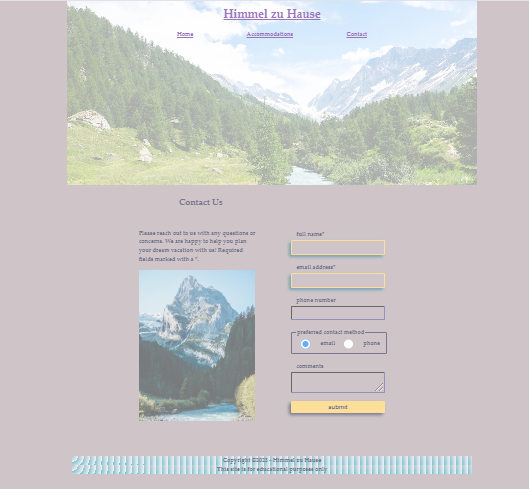 Himmel zu Hause
Home Accommodations Contact
Contact Us
Please reach out to us with any questions or
concerns. We are happy to help you plan
your dream vacation with us! Required
fields marked with a *.
full name*
email address*
phone number
preferred contact method
email phone
comments
submit
Copyright ©2023 - Himmel zu Hause
This site is for educational purposes only